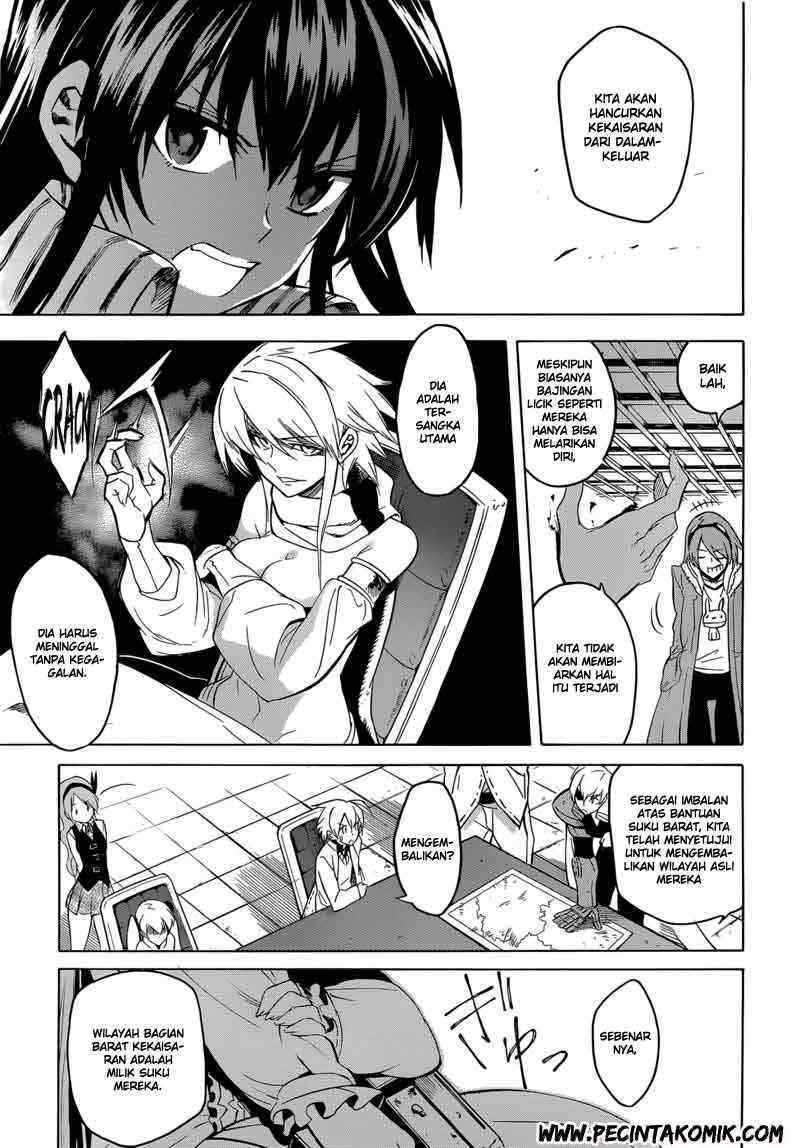 KITA AKAN
HANCURKAN
KEKAISARAN
DARI DALAM-
KELUAR
BAIK
LAH,
MESKIPUN
BIASANYA
BAJINGAN
LICIK SEPERTI
MEREKA
HANYA BISA
MELARIKAN
DIRI,
KITA TIDAK
AKAN MEMBI-
ARKAN HAL
ITU TERJADI
DIA
ADALAH
TER-
SANGKA
UTAMA
CRACK
DIA HARUS
MENINGGAL
TANPA KEGA-
GALAN.
SEBAGAI IMBALAN
ATAS BANTUAN
SUKU BARAT, KITA
TELAH MENYETUJUI
UNTUK MENGEMBA-
LIKAN WILAYAH ASLI
MEREKA
MENGEM-
BALIKAN?
SEBENAR
NYA,
ぎゅっ
WILAYAH BAGIAN
BARAT KEKAISA-
RAN ADALAH
MILIK SUKU
MEREKA.
WWW.PECINTAKOMIK.COM